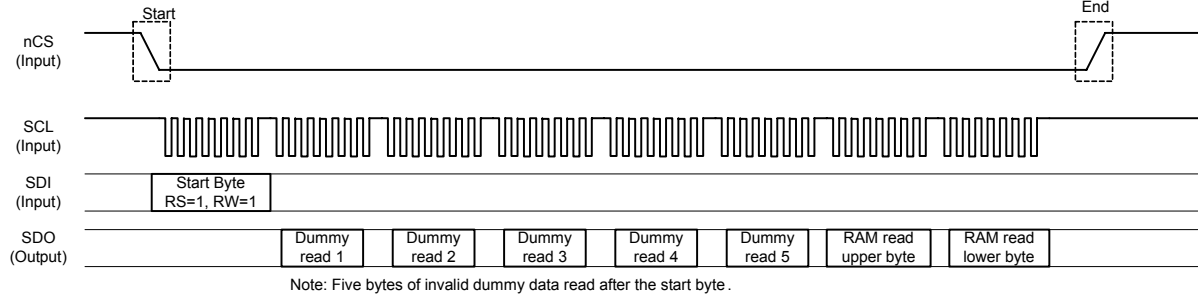 Start
End
nCS
(Input)
SCL
(Input)
SDI
(Input)
Start Byte
RS=1, RW=1
SDO
(Output)
Dummy
read 1
Dummy
read 2
Dummy
read 3
Dummy
read 4
Dummy
read 5
RAM read
upper byte
RAM read
lower byte
Note: Five bytes of invalid dummy data read after the start byte.